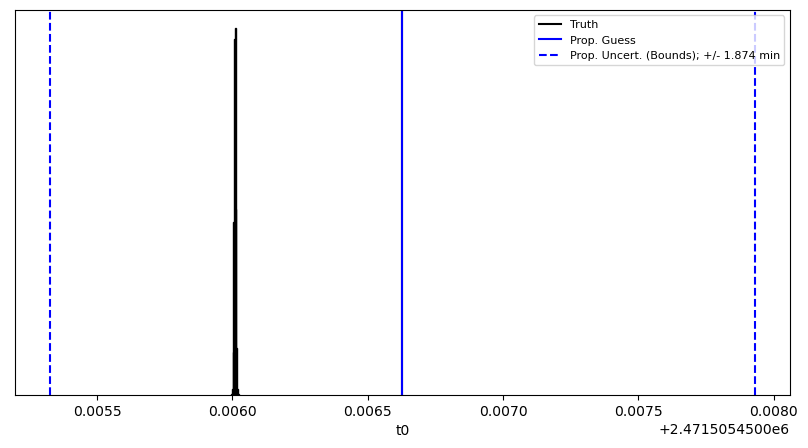 Truth
Prop. Guess
Prop. Uncert. (Bounds); +/- 1.874 min
0.0055 0.0060 0.0065 0.0070 0.0075 0.0080
t0
+2.4715054500e6